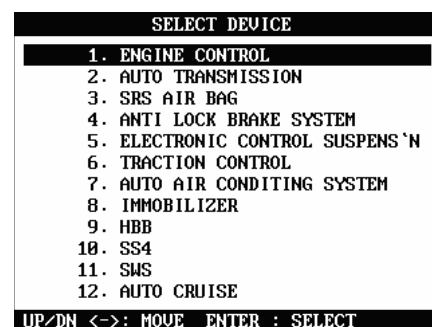 SELECT DEVICE
1. ENGINE CONTROL
2. AUTO TRANSMISSION
3. SRS AIR BAG
4. ANTI LOCK BRAKE SYSTEM
5. ELECTRONIC CONTROL SUSPENS`N
6. TRACTION CONTROL
7. AUTO AIR CONDITING SYSTEM
8. IMMOBILIZER
9. HBB
10. SS4
11. SWS
12. AUTO CRUISE
UP/DN <->: MOVE ENTER : SELECT